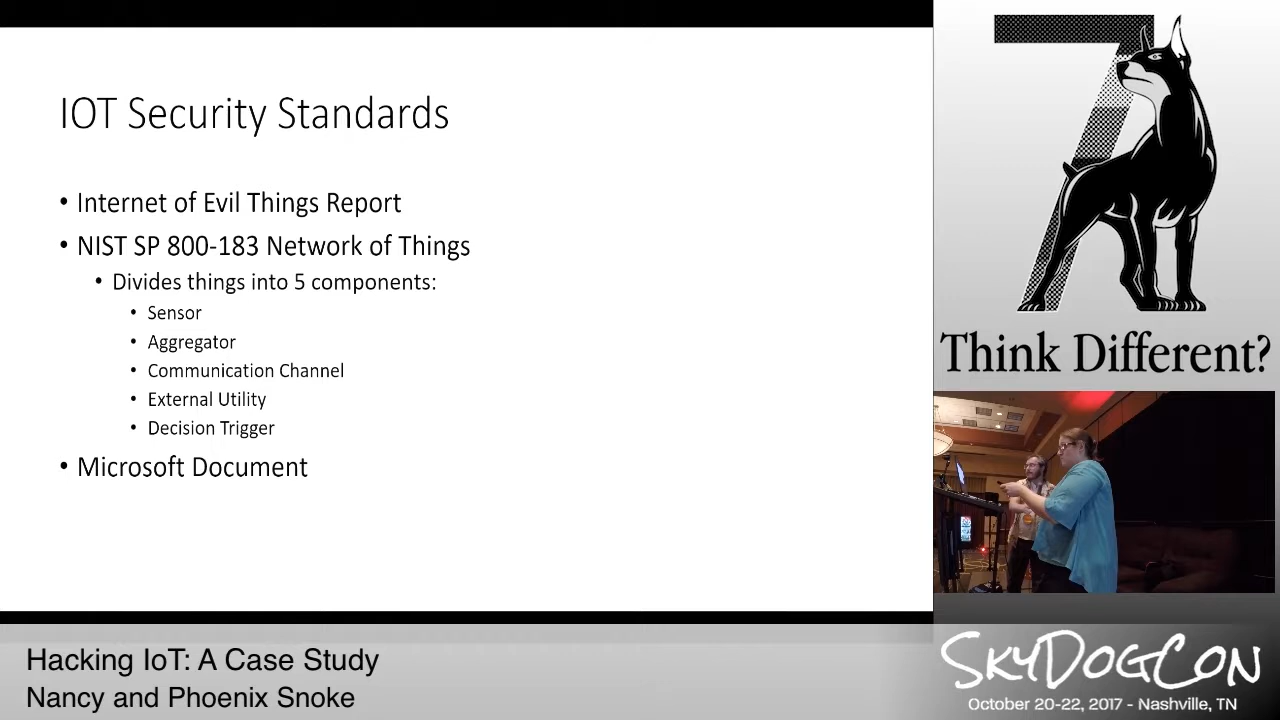 IOT Security Standards
• Internet of Evil Things Report
• NIST SP 800-183 Network of Things
• Divides things into 5 components:
• Sensor
• Aggregator
• Communication Channel
• External Utility
• Decision Trigger
• Microsoft Document
7
Think Different?
Hacking IoT: A Case Study
Nancy and Phoenix Snoke
SKYDOGCON
October 20-22, 2017 - Nashville, TN